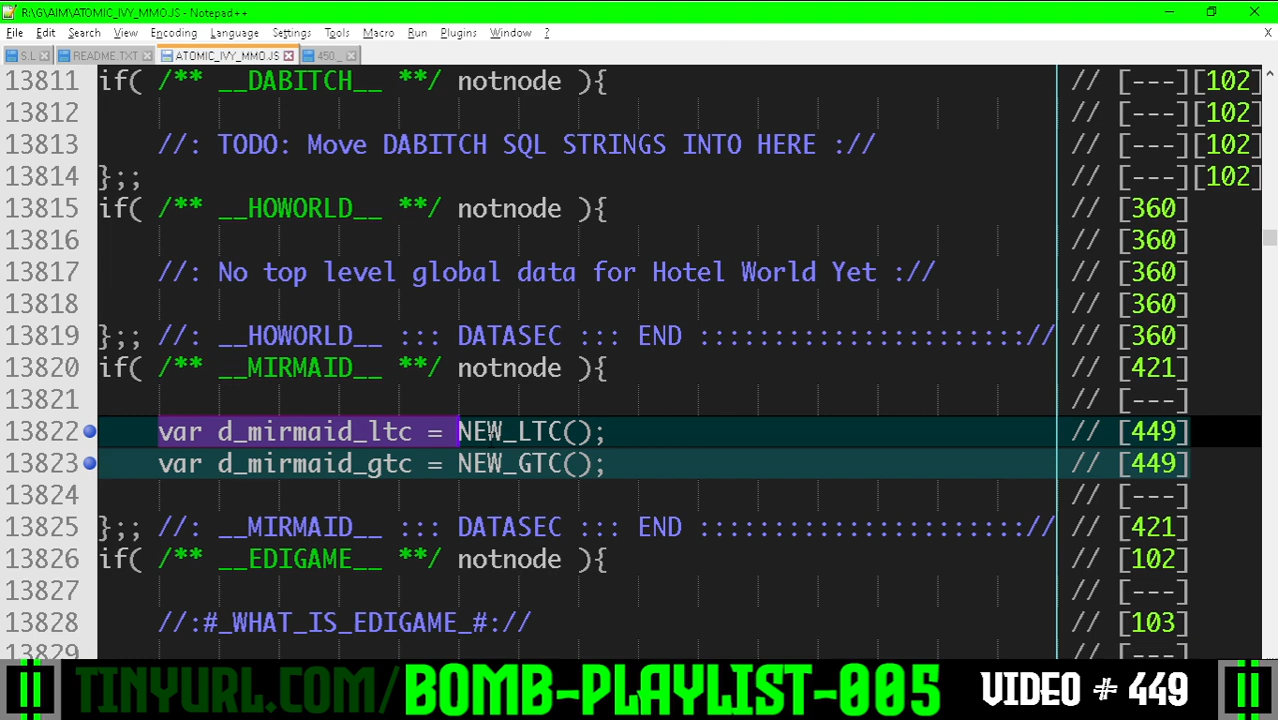 R:\G\AIM\ATOMIC_IVY_MMO.JS - Notepad++
File Edit Search View Encoding Language Settings Tools Macro Run Plugins Window ? X
S.L README.TXT ATOMIC_IVY_MMO.JS 450_
13811 if( /** __DABITCH__ **/ notnode ){ // [---][102]
13812 // [---][102]
13813 //: TODO: Move DABITCH SQL STRINGS INTO HERE :// // [---][102]
13814 };; // [---][102]
13815 if( /** __HOWORLD__ **/ notnode ){ // [360]
13816 // [360]
13817 //: No top level global data for Hotel World Yet :// // [360]
13818 // [360]
13819 };; //: __HOWORLD__ ::: DATASEC ::: END ::::::::::::::::::::::// // [360]
13820 if( /** __MIRMAID__ **/ notnode ){ // [421]
13821 // [---]
13822 var d_mirmaid_ltc = NEW_LTC(); // [449]
13823 var d_mirmaid_gtc = NEW_GTC(); // [449]
13824 // [---]
13825 };; //: __MIRMAID__ ::: DATASEC ::: END ::::::::::::::::::::::// // [421]
13826 if( /** __EDIGAME__ **/ notnode ){ // [102]
13827 // [---]
13828 //:#_WHAT_IS_EDIGAME_#:// // [103]
13829 // [---]
TINYURL.COM/BOMB-PLAYLIST-005 VIDEO # 449